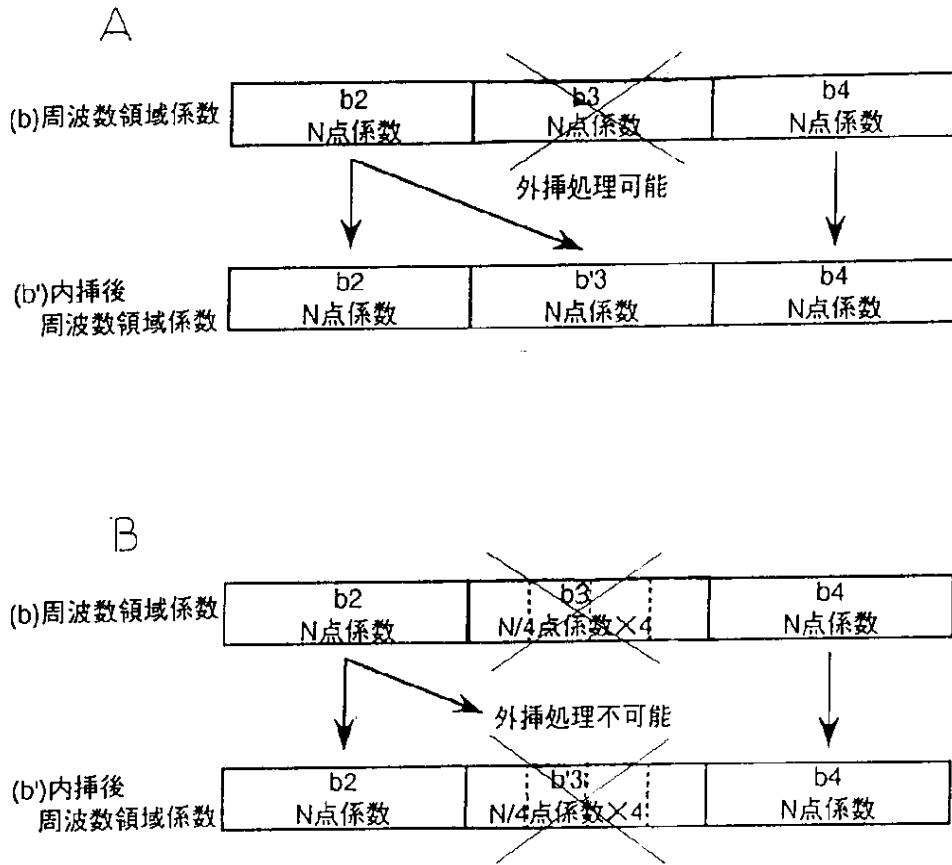 A
(b)周波数領域係数
b2
N点係数
b3
N点係数
b4
N点係数
外挿処理可能
(b')内挿後
周波数領域係数
b2
N点係数
b'3
N点係数
b4
N点係数
B
(b)周波数領域係数
b2
N点係数
b3
N/4点係数×4
b4
N点係数
外挿処理不可能
(b')内挿後
周波数領域係数
b2
N点係数
b'3
N/4点係数×4
b4
N点係数